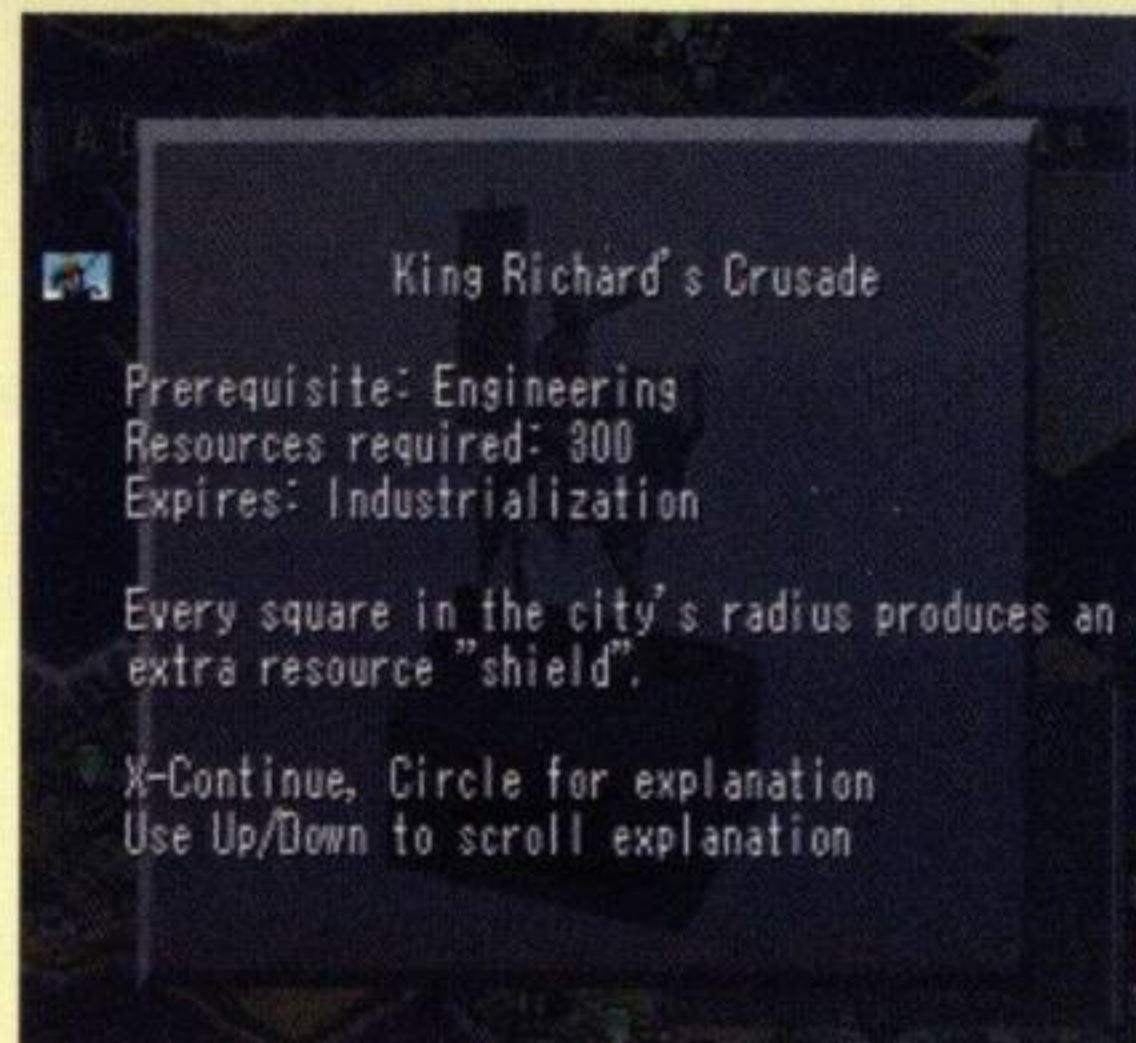 King Richard's Crusade
Prerequisite: Engineering
Resources required: 300
Expires: Industrialization
Every square in the city's radius produces an
extra resource "shield".
X-Continue, Circle for explanation
Use Up/Down to scroll explanation